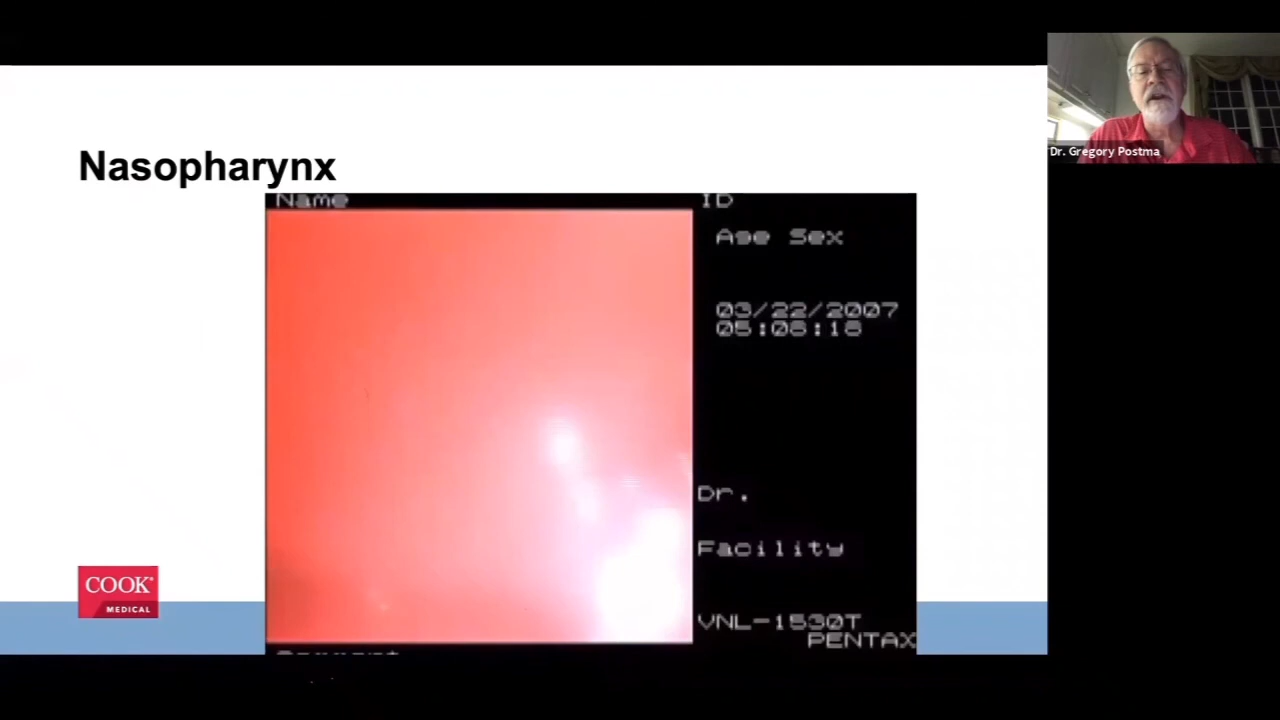 Dr. Gregory Postma
Nasopharynx
Name
ID
Age Sex
03/22/2007
05:06:18
Dr.
Facility
VNL-1530T
PENTAX
COOK®
MEDICAL